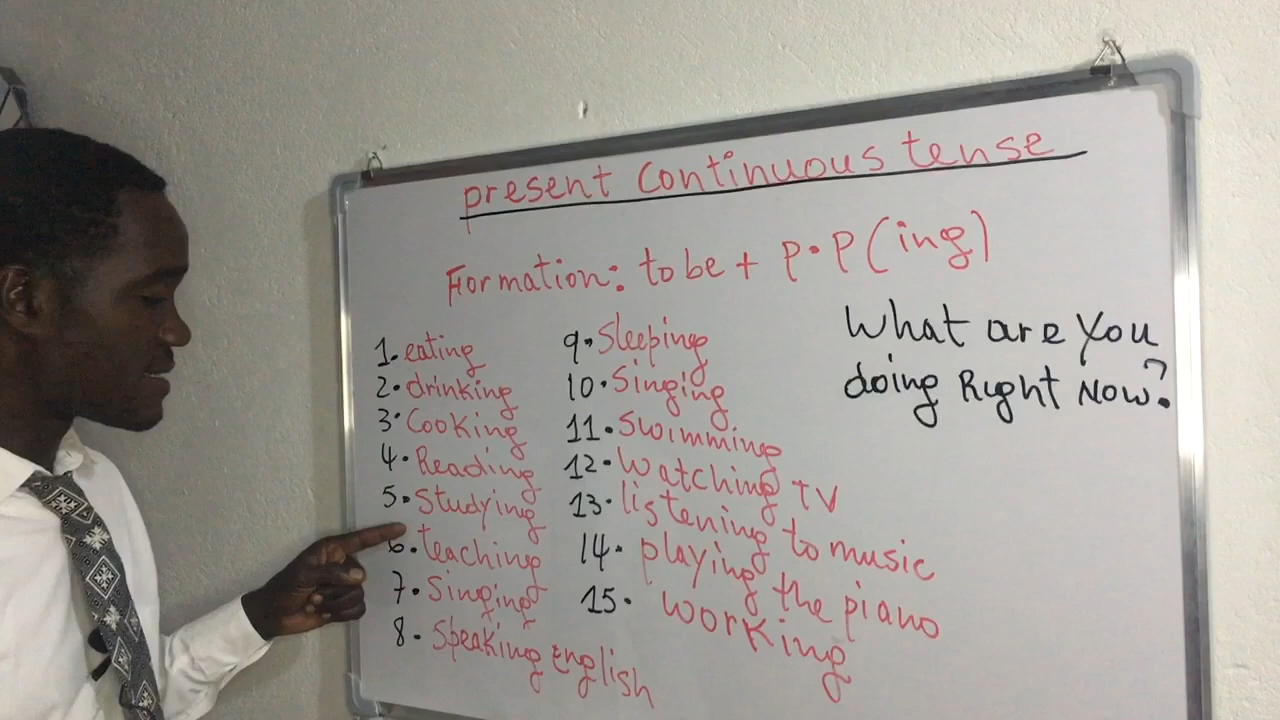 present continuous tense
Formation: to be + P.P (ing)
1. eating
2. drinking
3. Cooking
4. Reading
5. Studying
6. teaching
7. Singing
8. Speaking English
9. Sleeping
10. Singing
11. Swimming
12. Watching TV
13. listening to music
14. playing the piano
15. working
What are You
doing Right Now?